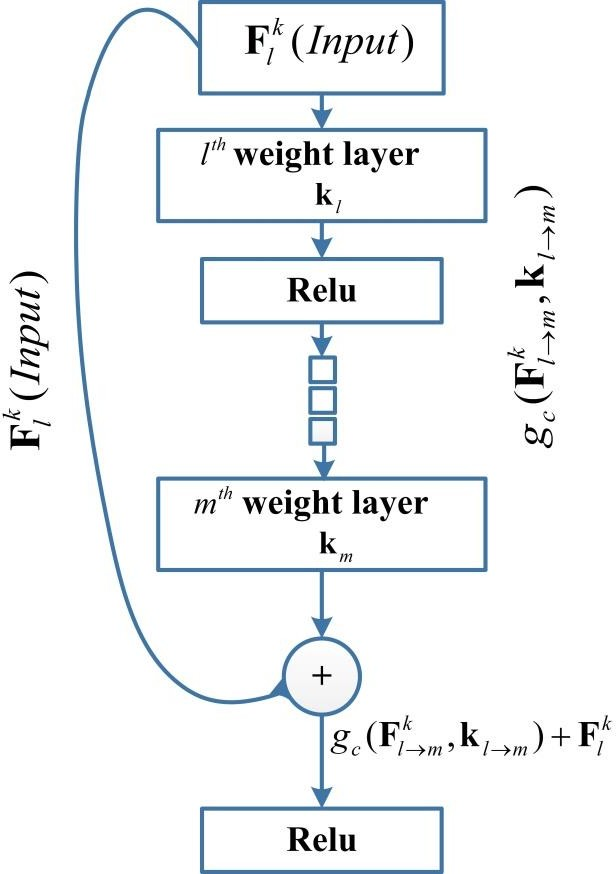 F_l^k (Input)
l^th weight layer
k_l
Relu
F_l^k (Input)
g_c (F_{l→m}^k, k_{l→m})
m^th weight layer
k_m
+
g_c (F_{l→m}^k, k_{l→m}) + F_l^k
Relu